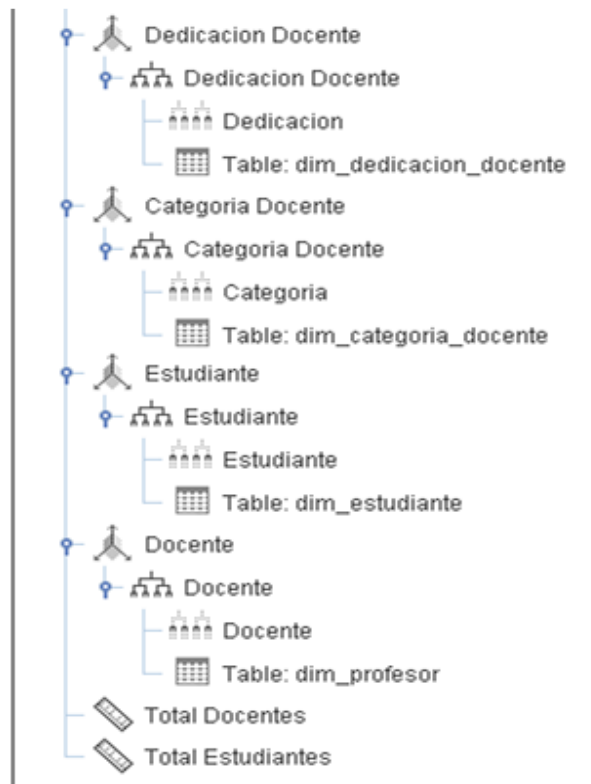 Dedicacion Docente
Dedicacion Docente
Dedicacion
Table: dim_dedicacion_docente
Categoria Docente
Categoria Docente
Categoria
Table: dim_categoria_docente
Estudiante
Estudiante
Estudiante
Table: dim_estudiante
Docente
Docente
Docente
Table: dim_profesor
Total Docentes
Total Estudiantes